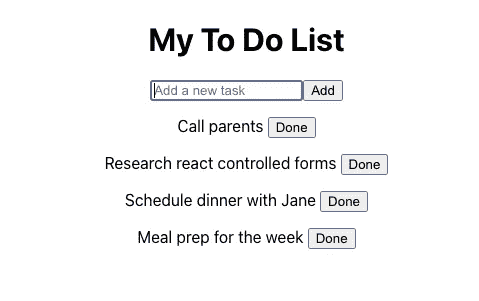 My To Do List
Add a new task Add
Call parents Done
Research react controlled forms Done
Schedule dinner with Jane Done
Meal prep for the week Done